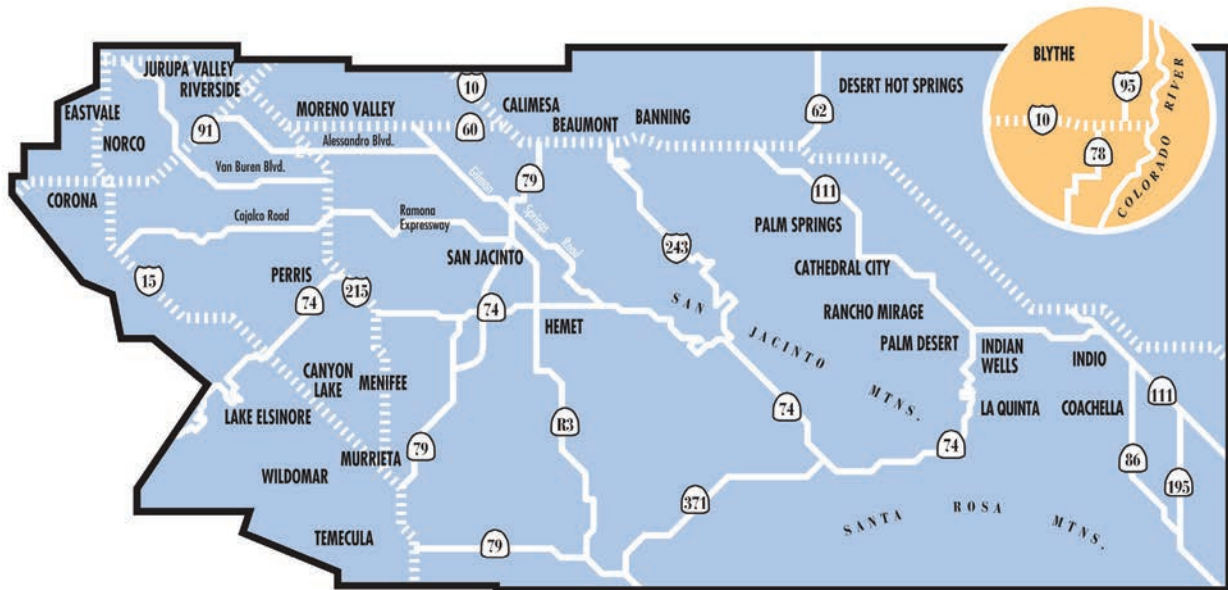 JURUPA VALLEY
RIVERSIDE
EASTVALE
NORCO
91
MORENO VALLEY
10
60
CALIMESA
BEAUMONT
BANNING
62
DESERT HOT SPRINGS
BLYTHE
95
10
78
COLORADO RIVER
Alessandro Blvd.
Van Buren Blvd.
CORONA
Cajalco Road
Ramona
Expressway
Gilman Springs Road
79
111
PALM SPRINGS
243
SAN JACINTO
CATHEDRAL CITY
15
PERRIS
74
215
74
HEMET
SAN JACINTO MTNS.
RANCHO MIRAGE
PALM DESERT
INDIAN
WELLS
INDIO
CANYON
LAKE
MENIFEE
LAKE ELSINORE
LA QUINTA
COACHELLA
111
74
R3
79
74
86
195
MURRIETA
WILDOMAR
371
SANTA ROSA MTNS.
TEMECULA
79